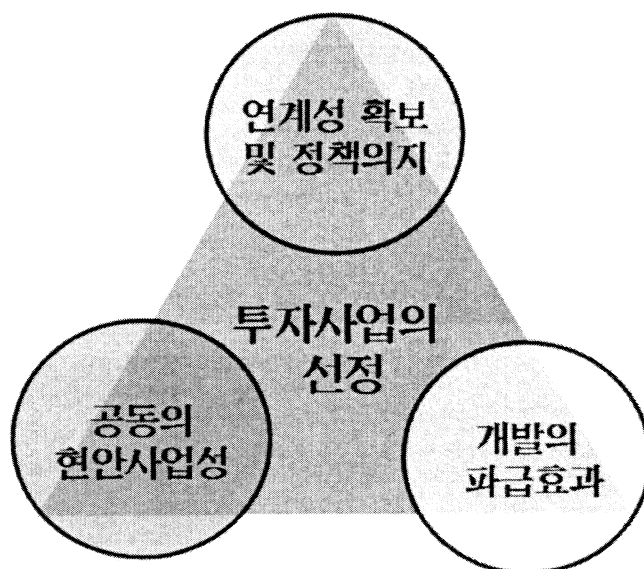 연계성 확보
및 정책의지
투자사업의
선정
공동의
현안사업성
개발의
파급효과